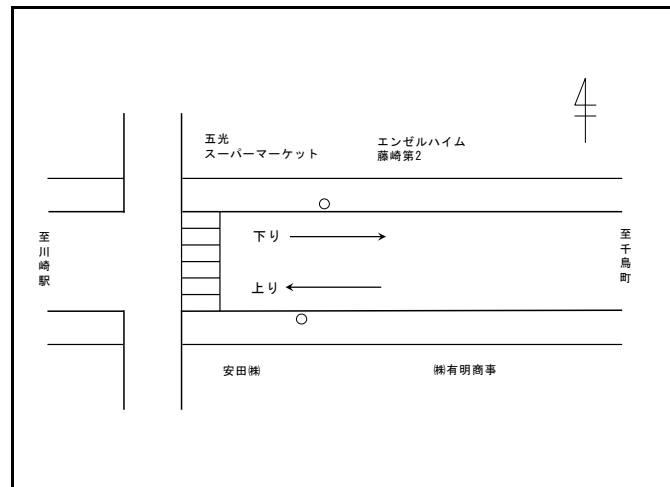 五光
スーパーマーケット
エンゼルハイム
藤崎第2
至川崎駅
下り
上り
至千鳥町
安田㈱
㈱有明商事